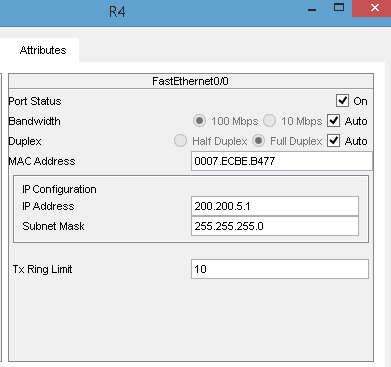 R4
Attributes
FastEthernet0/0
Port Status On
Bandwidth 100 Mbps 10 Mbps Auto
Duplex Half Duplex Full Duplex Auto
MAC Address 0007.ECBE.B477
IP Configuration
IP Address 200.200.5.1
Subnet Mask 255.255.255.0
Tx Ring Limit 10